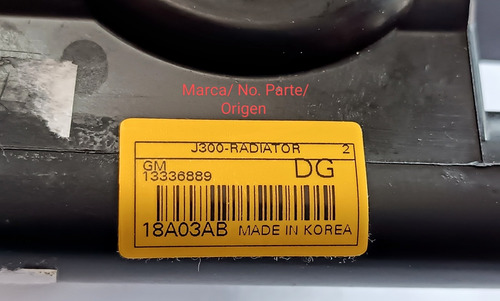 Marca/ No. Parte/
Origen
J300-RADIATOR 2
GM DG
13336889
18A03AB MADE IN KOREA